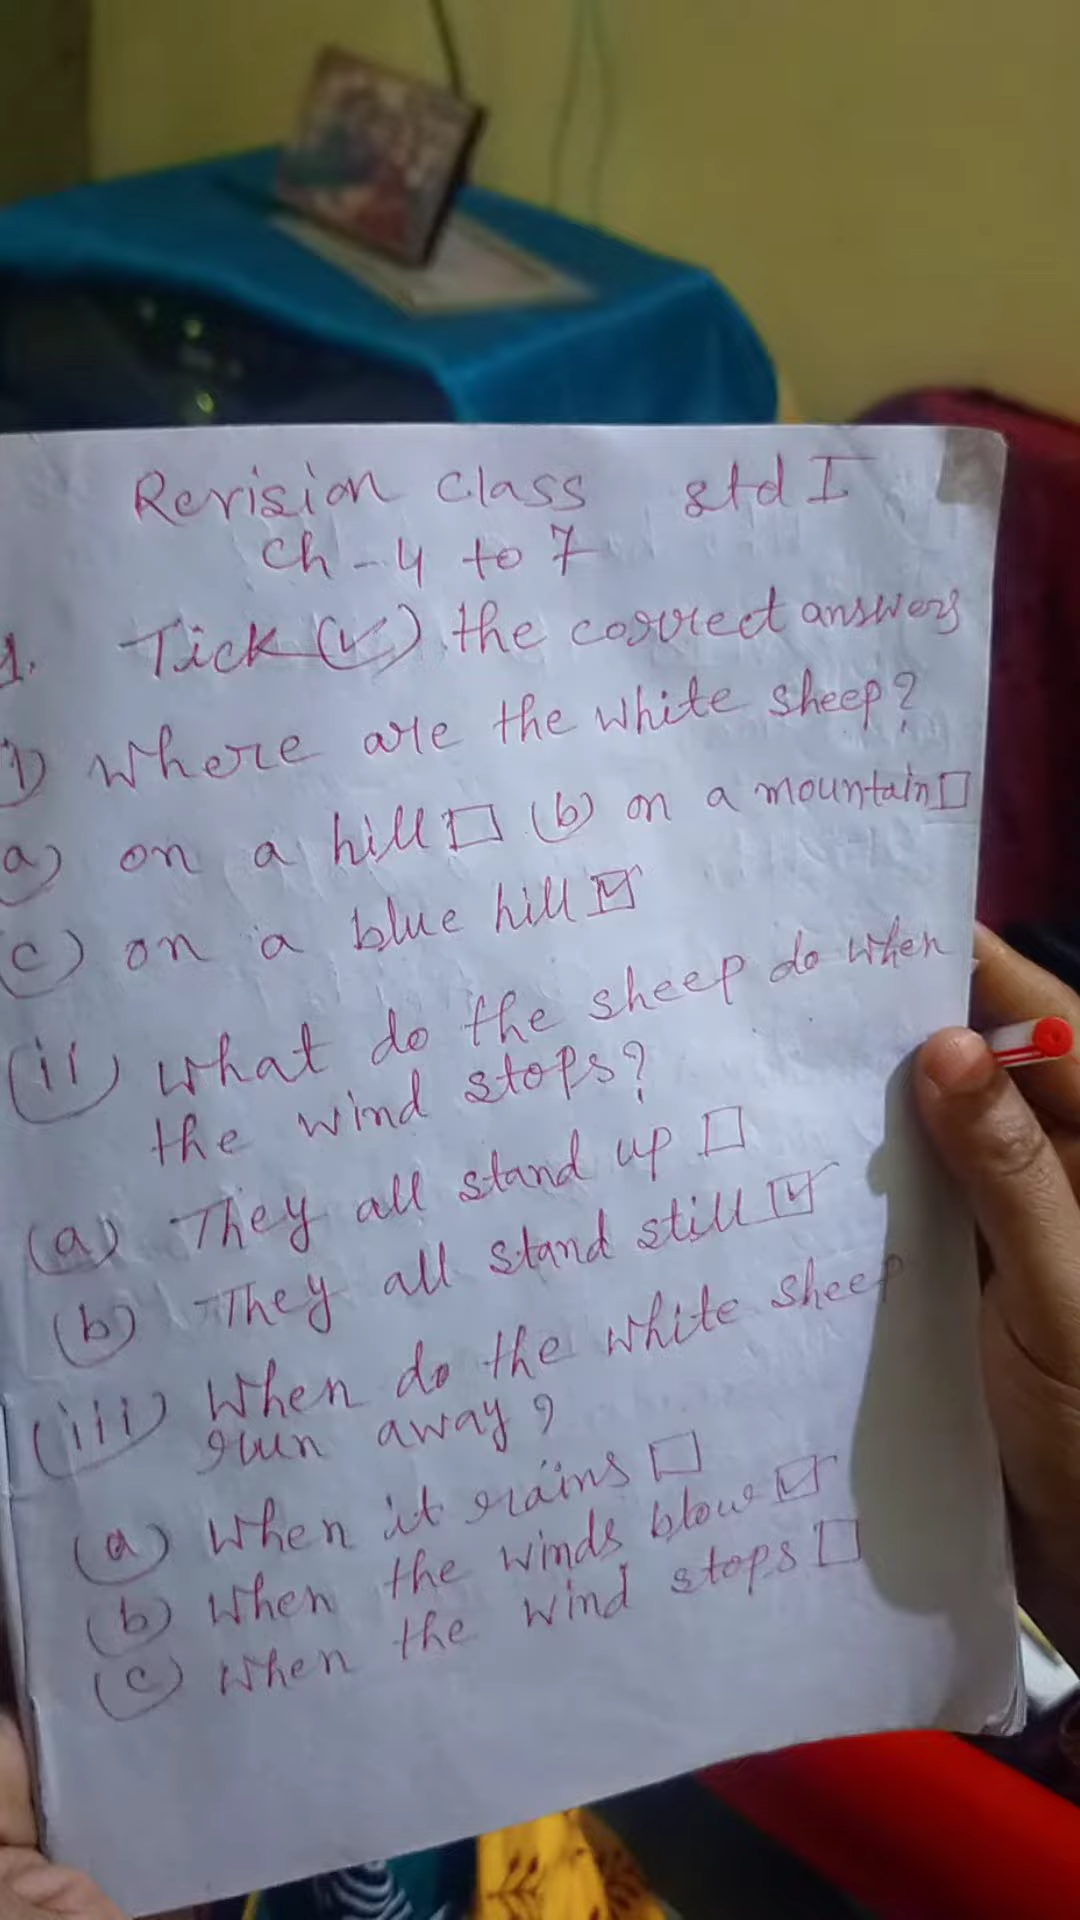 Revision class std I
Ch - 4 to 7
1. Tick (✓) the correct answers
i) Where are the white sheep?
a) on a hill ☐ (b) on a mountain ☐
(c) on a blue hill ☑
(ii) What do the sheep do when
the wind stops?
(a) They all stand up ☐
(b) They all stand still ☑
(iii) When do the white sheep
run away?
(a) When it rains ☐
(b) When the winds blow ☑
(c) When the wind stops ☐